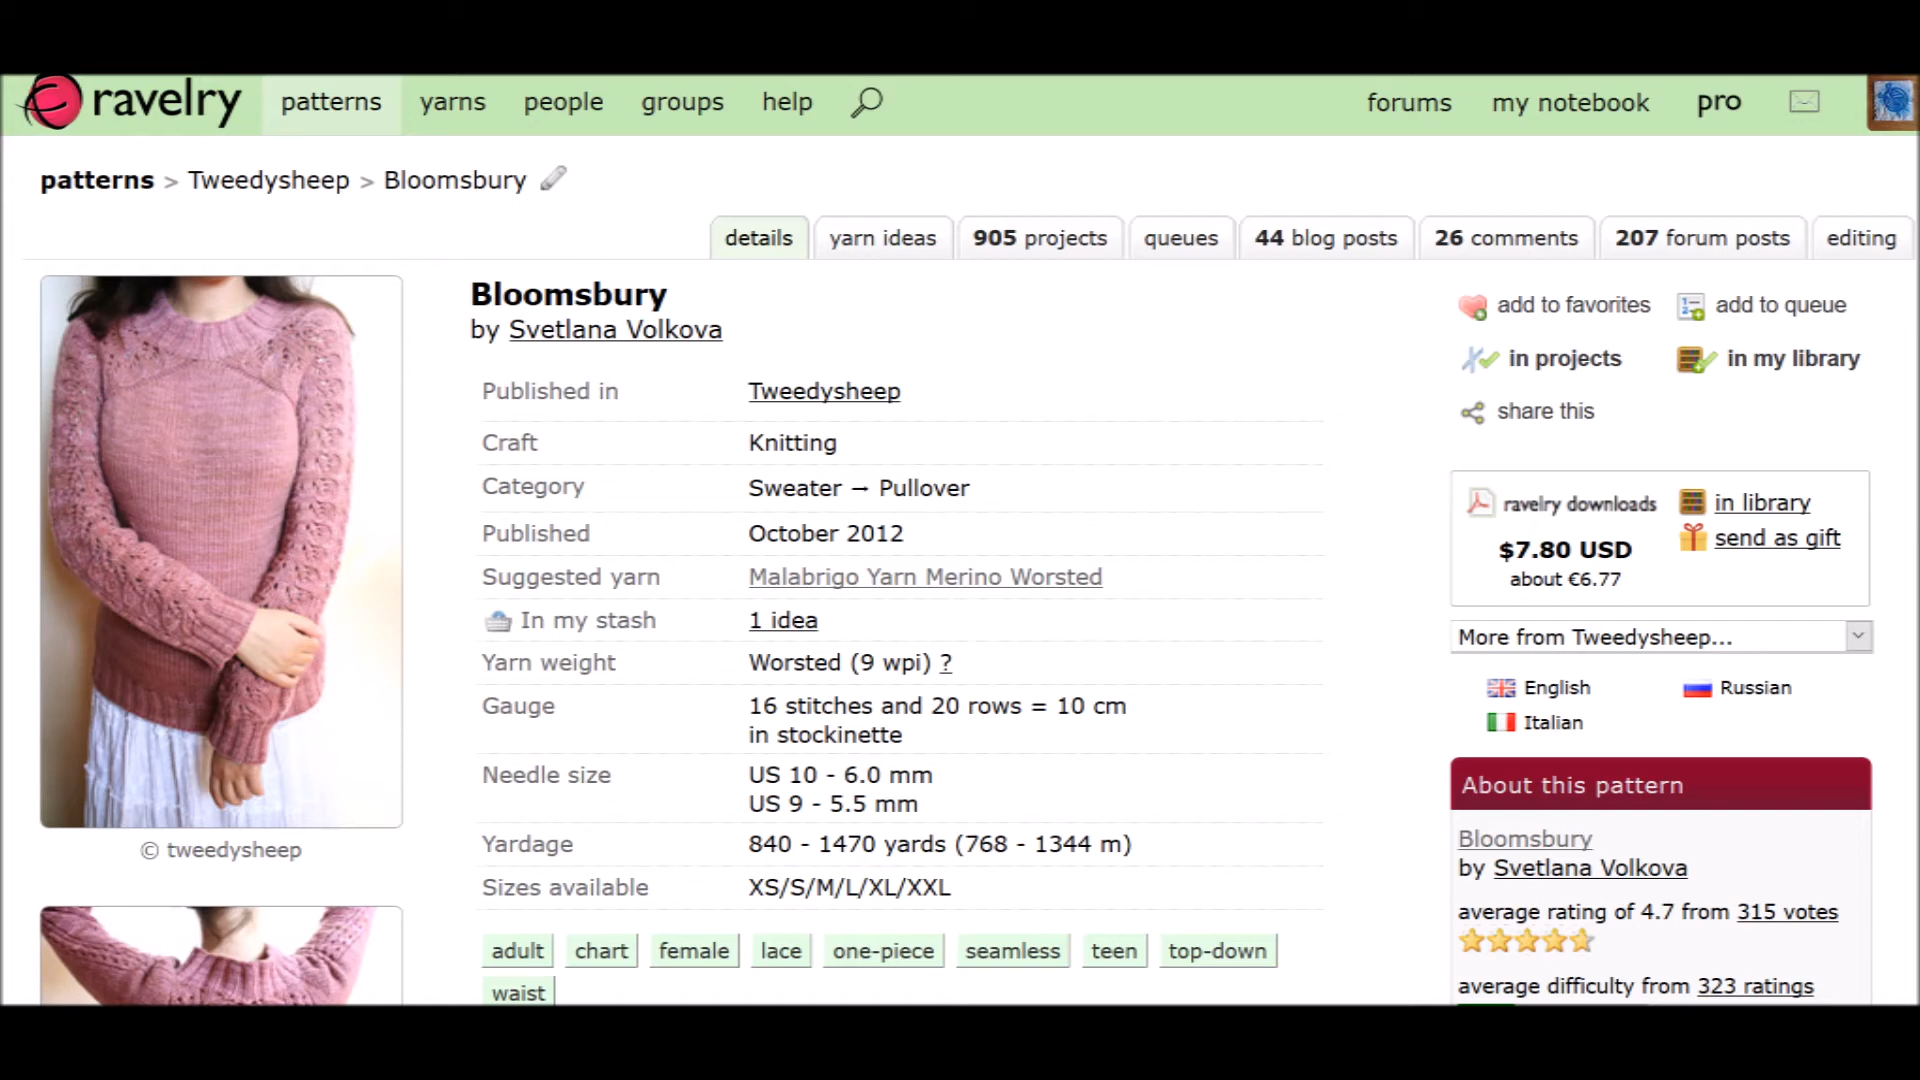 ravelry patterns yarns people groups help forums my notebook pro
patterns > Tweedysheep > Bloomsbury
details yarn ideas 905 projects queues 44 blog posts 26 comments 207 forum posts editing
Bloomsbury
by Svetlana Volkova
Published in Tweedysheep
Craft Knitting
Category Sweater → Pullover
Published October 2012
Suggested yarn Malabrigo Yarn Merino Worsted
In my stash 1 idea
Yarn weight Worsted (9 wpi) ?
Gauge 16 stitches and 20 rows = 10 cm
in stockinette
Needle size US 10 - 6.0 mm
US 9 - 5.5 mm
Yardage 840 - 1470 yards (768 - 1344 m)
Sizes available XS/S/M/L/XL/XXL
adult chart female lace one-piece seamless teen top-down
waist
© tweedysheep
add to favorites add to queue
in projects in my library
share this
ravelry downloads in library
$7.80 USD send as gift
about €6.77
More from Tweedysheep...
English Russian
Italian
About this pattern
Bloomsbury
by Svetlana Volkova
average rating of 4.7 from 315 votes
average difficulty from 323 ratings